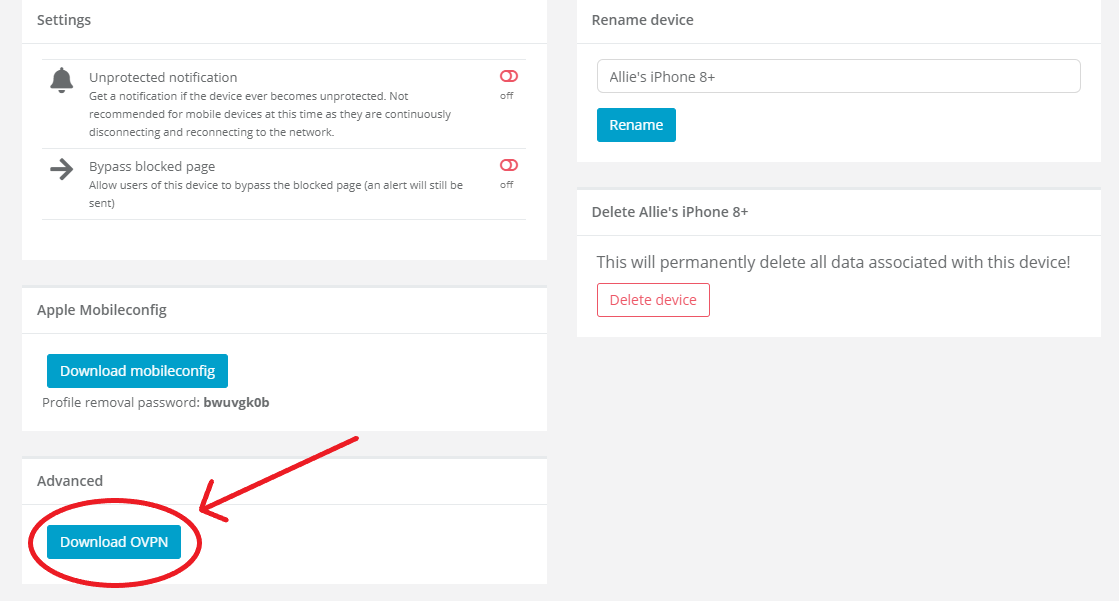 Settings
Unprotected notification
Get a notification if the device ever becomes unprotected. Not
recommended for mobile devices at this time as they are continuously
disconnecting and reconnecting to the network.
off
Bypass blocked page
Allow users of this device to bypass the blocked page (an alert will still be
sent)
off
Apple Mobileconfig
Download mobileconfig
Profile removal password: bwuvgk0b
Advanced
Download OVPN
Rename device
Allie's iPhone 8+
Rename
Delete Allie's iPhone 8+
This will permanently delete all data associated with this device!
Delete device